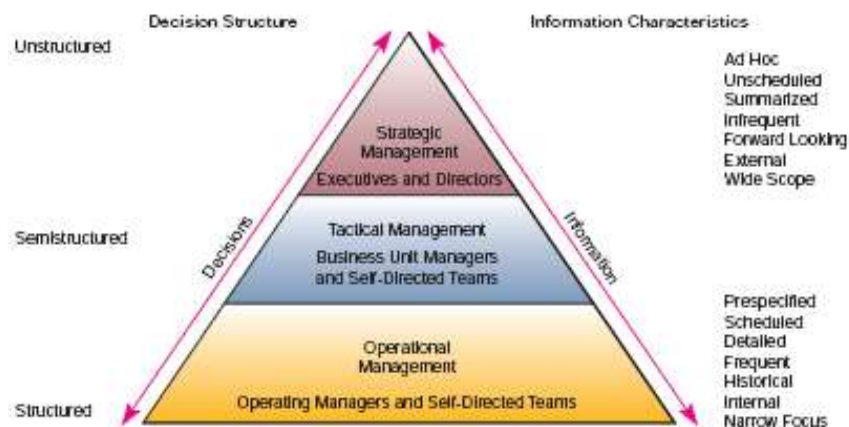 Decision Structure
Information Characteristics
Unstructured
Ad Hoc
Unscheduled
Summarized
Infrequent
Forward Looking
External
Wide Scope
Strategic
Management
Executives and Directors
Decisions
Information
Semistructured
Tactical Management
Business Unit Managers
and Self-Directed Teams
Prespecified
Scheduled
Detailed
Frequent
Historical
Internal
Narrow Focus
Operational
Management
Operating Managers and Self-Directed Teams
Structured